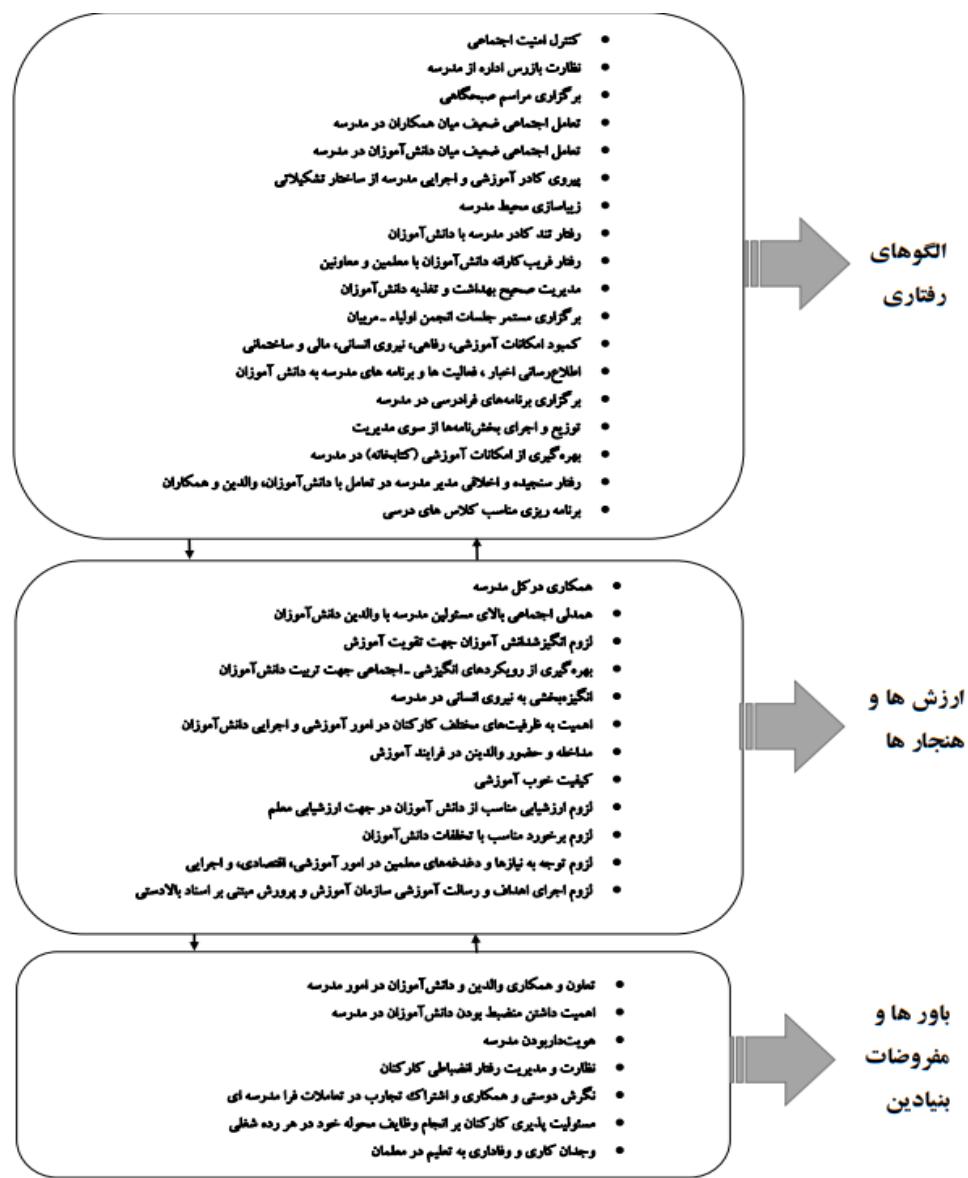 کنترل امنیت اجتماعی
نظارت بازرس اداره از مدرسه
برگزاری مراسم صبحگاهی
تعامل اجتماعی ضعیف میان همکاران در مدرسه
تعامل اجتماعی ضعیف میان دانش‌آموزان در مدرسه
پیروی کادر آموزشی و اجرایی مدرسه از ساختار تشکیلاتی
زیباسازی محیط مدرسه
رفتار تند کادر مدرسه با دانش‌آموزان
رفتار فریب‌کارانه دانش‌آموزان با معلمین و معاونین
مدیریت صحیح بهداشت و تغذیه دانش‌آموزان
برگزاری مستمر جلسات انجمن اولیاء ـ مربیان
کمبود امکانات آموزشی، رفاهی، نیروی انسانی، مالی و ساختمانی
اطلاع‌رسانی اخبار ، فعالیت ها و برنامه های مدرسه به دانش آموزان
برگزاری برنامه‌های فرادرسی در مدرسه
توزیع و اجرای بخش‌نامه‌ها از سوی مدیریت
بهره‌گیری از امکانات آموزشی (کتابخانه) در مدرسه
رفتار سنجیده و اخلاقی مدیر مدرسه در تعامل با دانش‌آموزان، والدین و همکاران
برنامه ریزی مناسب کلاس های درسی
الگوهای
رفتاری
همکاری درکل مدرسه
همدلی اجتماعی بالای مسئولین مدرسه با والدین دانش‌آموزان
لزوم انگیزشدانش آموزان جهت تقویت آموزش
بهره‌گیری از رویکردهای انگیزشی ـ اجتماعی جهت تربیت دانش‌آموزان
انگیزه‌بخشی به نیروی انسانی در مدرسه
اهمیت به ظرفیت‌های مختلف کارکنان در امور آموزشی و اجرایی دانش‌آموزان
مداخله و حضور والدینن در فرایند آموزش
کیفیت خوب آموزشی
لزوم ارزشیابی مناسب از دانش آموزان در جهت ارزشیابی معلم
لزوم برخورد مناسب با تخلفات دانش‌آموزان
لزوم توجه به نیازها و دغدغه‌های معلمین در امور آموزشی، اقتصادی، و اجرایی
لزوم اجرای اهداف و رسالت آموزشی سازمان آموزش و پرورش مبتنی بر اسناد بالادستی
ارزش ها و
هنجار ها
تعاون و همکاری والدین و دانش‌آموزان در امور مدرسه
اهمیت داشتن منضبط بودن دانش‌آموزان در مدرسه
هویت‌داربودن مدرسه
نظارت و مدیریت رفتار انضباطی کارکنان
نگرش دوستی و همکاری و اشتراک تجارب در تعاملات فرا مدرسه ای
مسئولیت پذیری کارکنان بر انجام وظایف محوله خود در هر رده شغلی
وجدان کاری و وفاداری به تعلیم در معلمان
باور ها و
مفروضات
بنیادین